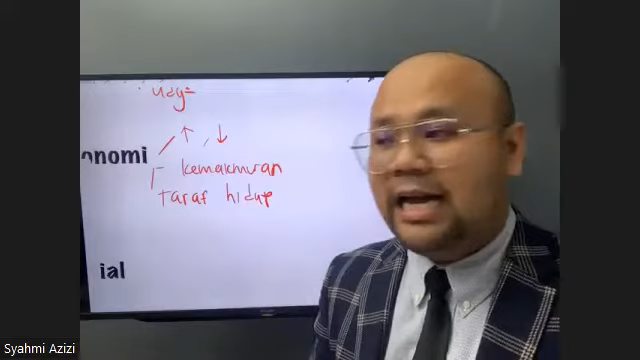 onomi
kemakmuran
taraf hidup
ial
Syahmi Azizi